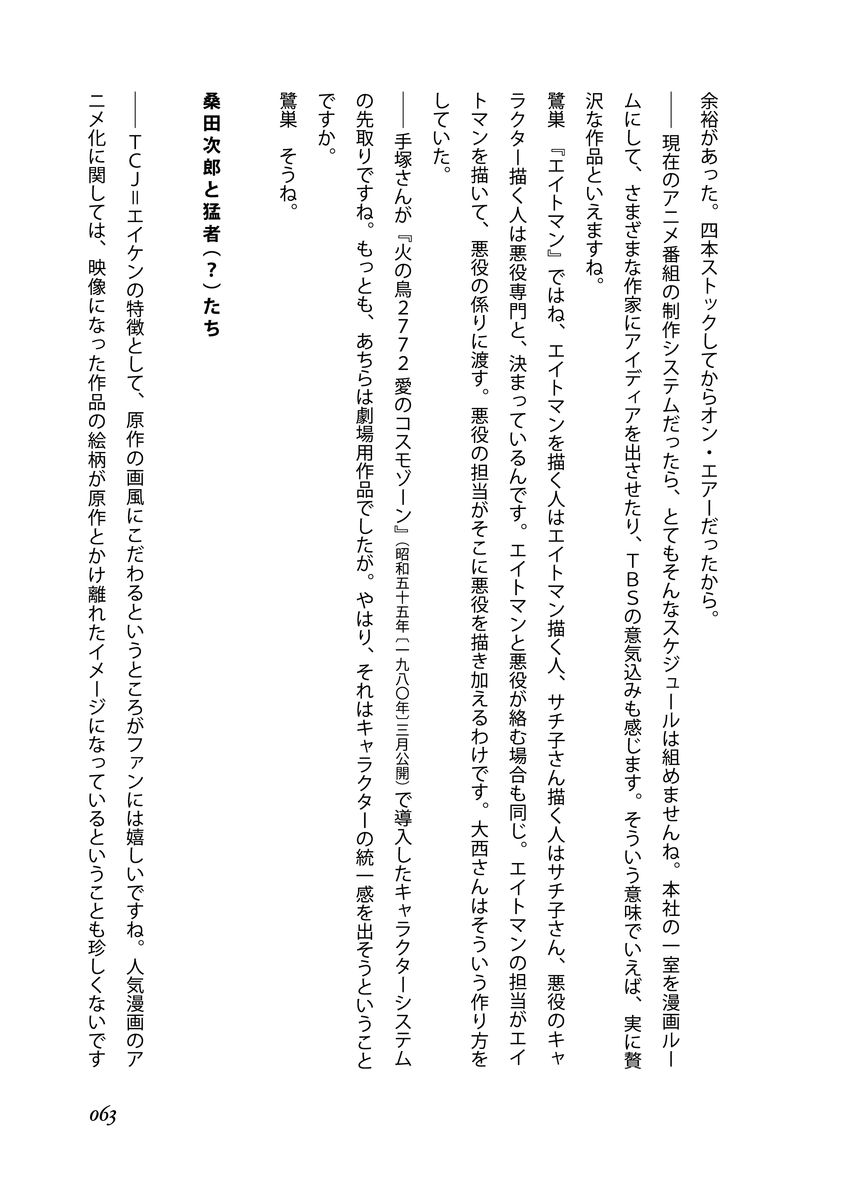 余裕があった。四本ストックしてからオン・エアーだったから。
――現在のアニメ番組の制作システムだったら、とてもそんなスケジュールは組めませんね。本社の一室を漫画ルー
ムにして、さまざまな作家にアイディアを出させたり、ＴＢＳの意気込みも感じます。そういう意味でいえば、実に贅
沢な作品といえますね。
鷺巣　『エイトマン』ではね、エイトマンを描く人はエイトマン描く人、サチ子さん描く人はサチ子さん、悪役のキャ
ラクター描く人は悪役専門と、決まっているんです。エイトマンと悪役が絡む場合も同じ。エイトマンの担当がエイ
トマンを描いて、悪役の係りに渡す。悪役の担当がそこに悪役を描き加えるわけです。大西さんはそういう作り方を
していた。
――手塚さんが『火の鳥２７７２ 愛のコスモゾーン』（昭和五十五年〔一九八〇年〕三月公開）で導入したキャラクターシステム
の先取りですね。もっとも、あちらは劇場用作品でしたが。やはり、それはキャラクターの統一感を出そうということ
ですか。
鷺巣　そうね。
桑田次郎と猛者（？）たち
――ＴＣＪ＝エイケンの特徴として、原作の画風にこだわるというところがファンには嬉しいですね。人気漫画のア
ニメ化に関しては、映像になった作品の絵柄が原作とかけ離れたイメージになっているということも珍しくないです
063